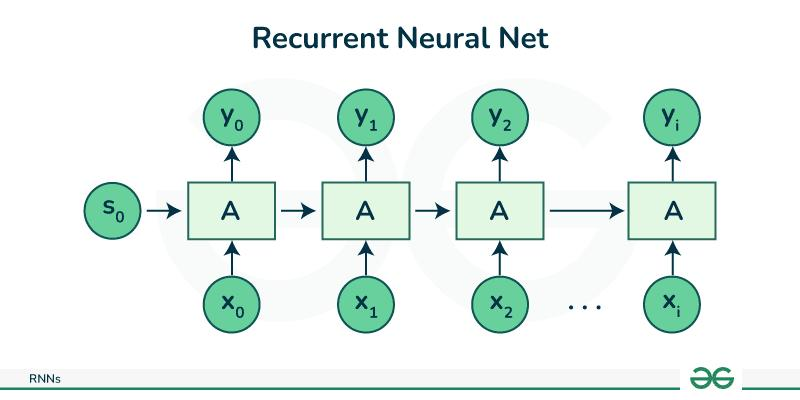 Recurrent Neural Net
y0 y1 y2 yi
s0 A A A A
x0 x1 x2 ... xi
RNNs